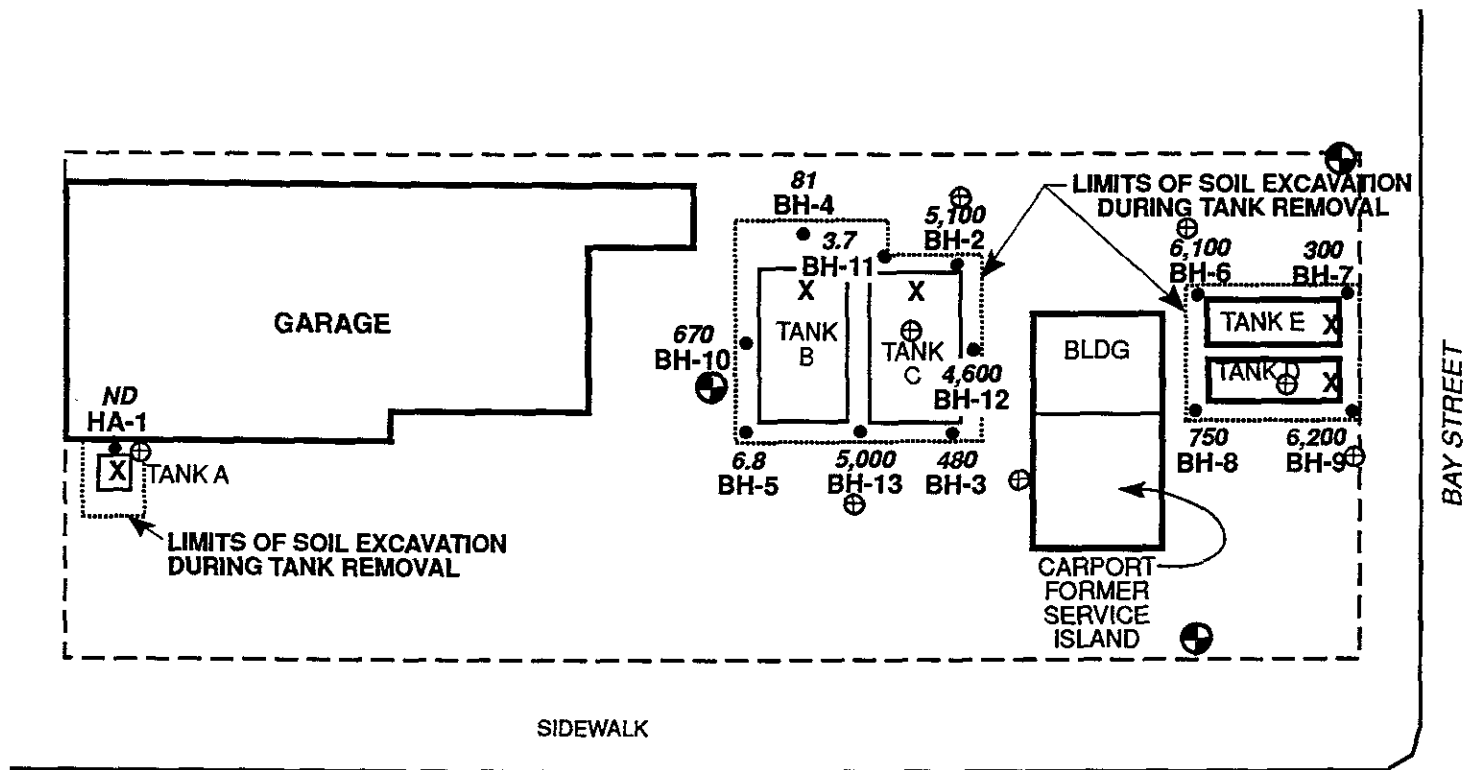 81
BH-4
3.7
BH-11
5,100
BH-2
LIMITS OF SOIL EXCAVATION
DURING TANK REMOVAL
6,100
BH-6
300
BH-7
GARAGE
X
X
TANK
B
TANK
C
670
BH-10
4,600
BH-12
BLDG
TANK E
X
TANK D
X
ND
HA-1
X
TANK A
6.8
BH-5
5,000
BH-13
480
BH-3
750
BH-8
6,200
BH-9
BAY STREET
LIMITS OF SOIL EXCAVATION
DURING TANK REMOVAL
CARPORT
FORMER
SERVICE
ISLAND
SIDEWALK